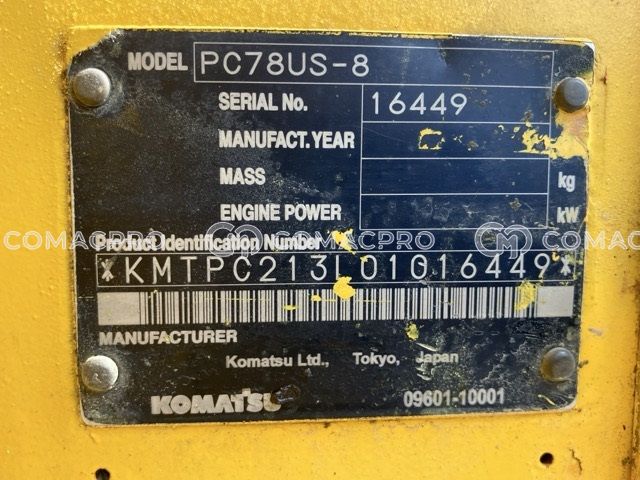 MODEL PC78US-8
SERIAL No. 16449
MANUFACT.YEAR
MASS kg
ENGINE POWER kW
COMACPRO COMACPRO COMACPRO
Product Identification Number
*KMTPC213L01016449*
MANUFACTURER
Komatsu Ltd., Tokyo, Japan
KOMATSU 09601-10001